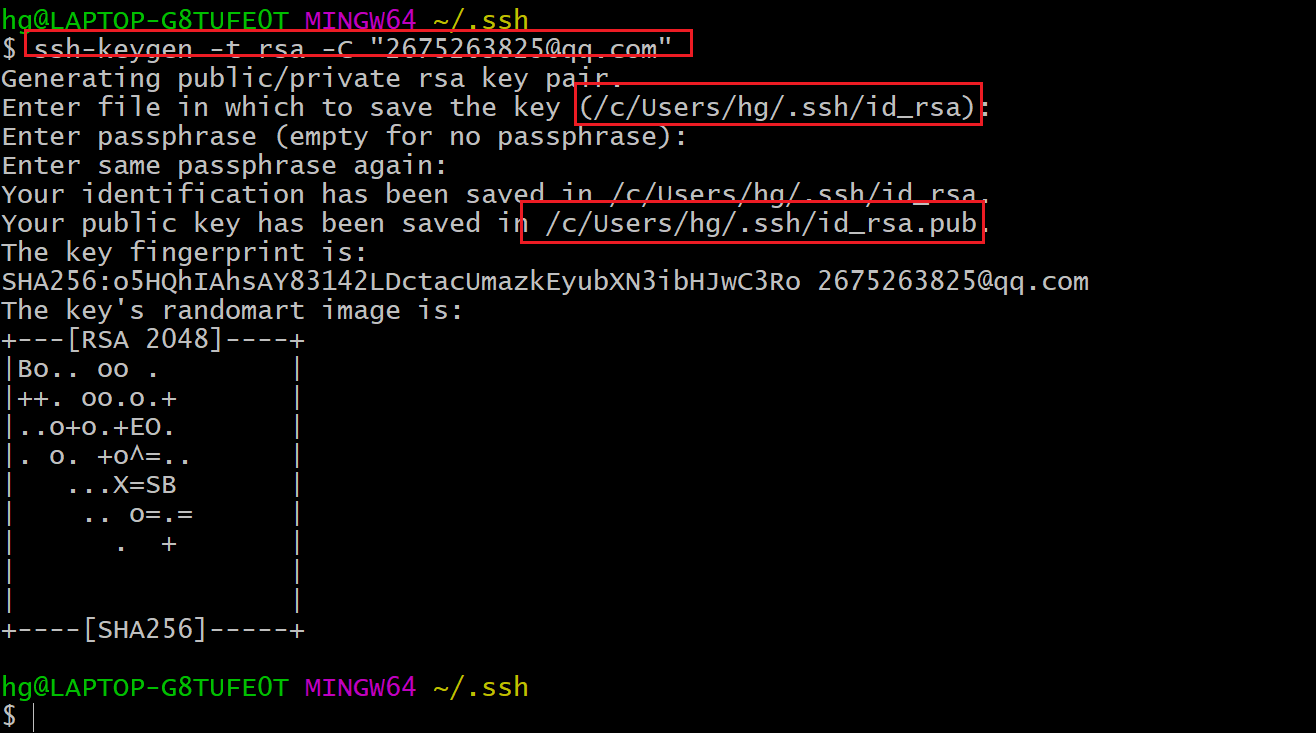 hg@LAPTOP-G8TUFE0T MINGW64 ~/.ssh
$ ssh-keygen -t rsa -C "2675263825@qq.com"
Generating public/private rsa key pair.
Enter file in which to save the key (/c/Users/hg/.ssh/id_rsa):
Enter passphrase (empty for no passphrase):
Enter same passphrase again:
Your identification has been saved in /c/Users/hg/.ssh/id_rsa.
Your public key has been saved in /c/Users/hg/.ssh/id_rsa.pub.
The key fingerprint is:
SHA256:o5HQhIAhsAY83142LDctacUmazkEyubXN3ibHJwC3Ro 2675263825@qq.com
The key's randomart image is:
+---[RSA 2048]----+
|Bo.. oo .        |
|++. oo.o.+       |
|..o+o.+EO.       |
|. o. +o^=..      |
|   ...X=SB       |
|    .. o=.=      |
|      .  +       |
|                 |
|                 |
+----[SHA256]-----+
hg@LAPTOP-G8TUFE0T MINGW64 ~/.ssh
$